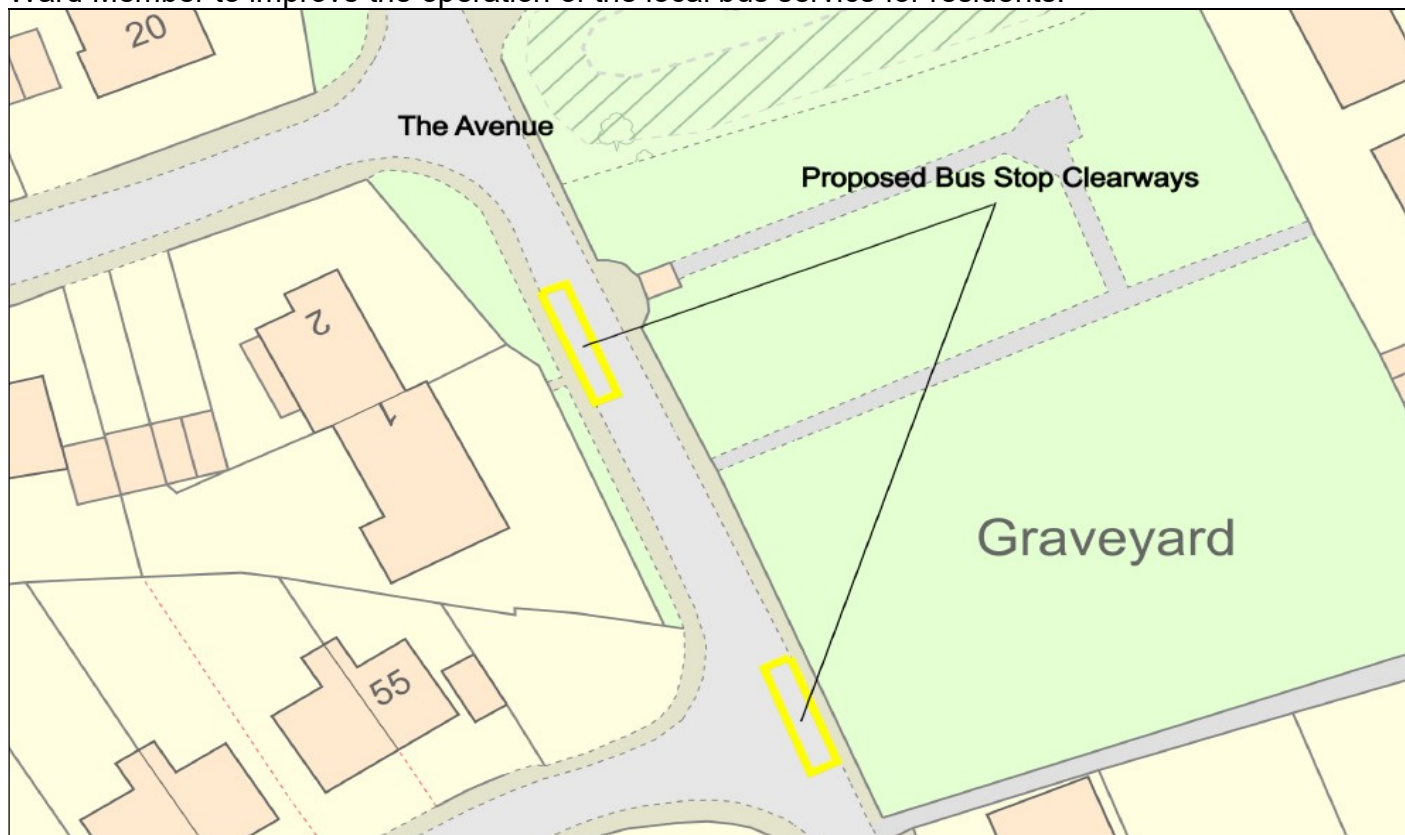 Ward Member to improve the operation of the local bus service for residents.
20
The Avenue
Proposed Bus Stop Clearways
2
1
Graveyard
55